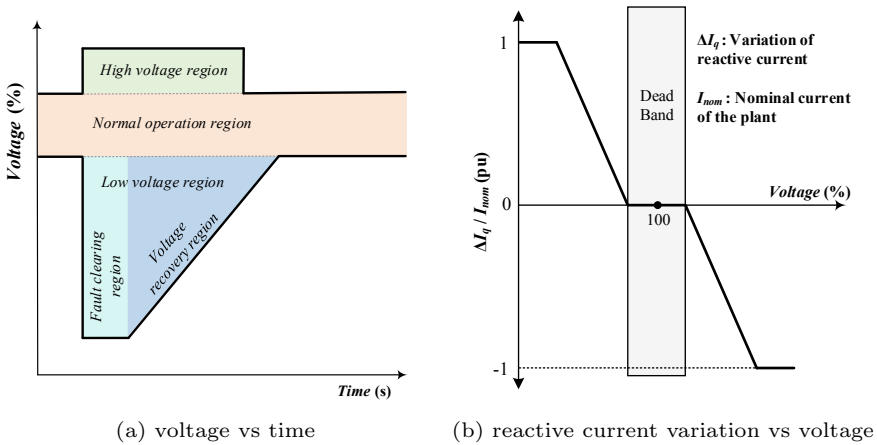 Voltage (%)
High voltage region
Normal operation region
Low voltage region
Fault clearing
region
Voltage
recovery region
Time (s)
(a) voltage vs time
ΔIq / Inom (pu)
1
0
-1
Dead
Band
100
ΔIq : Variation of
reactive current
Inom : Nominal current
of the plant
Voltage (%)
(b) reactive current variation vs voltage